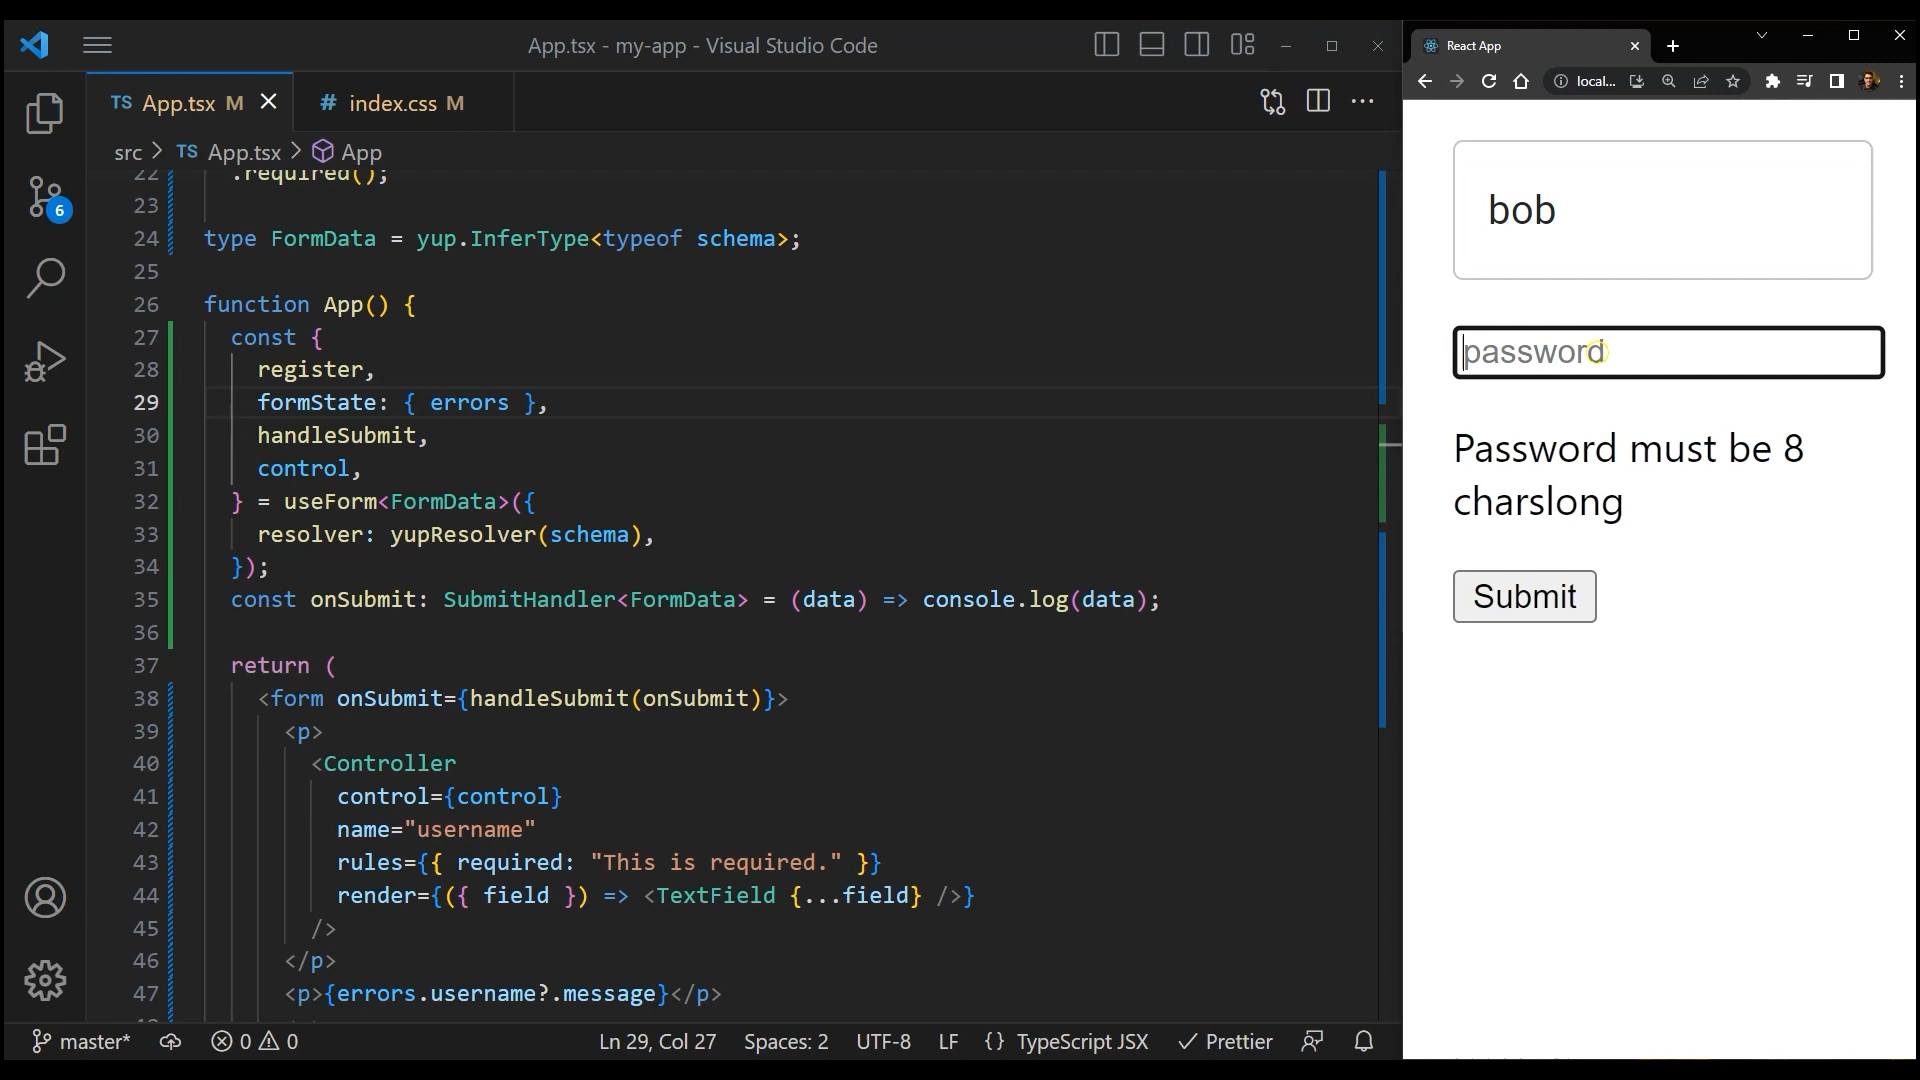 App.tsx - my-app - Visual Studio Code
TS App.tsx M
# index.css M
src > TS App.tsx > App
22 .required();
23
24 type FormData = yup.InferType<typeof schema>;
25
26 function App() {
27 const {
28 register,
29 formState: { errors },
30 handleSubmit,
31 control,
32 } = useForm<FormData>({
33 resolver: yupResolver(schema),
34 });
35 const onSubmit: SubmitHandler<FormData> = (data) => console.log(data);
36
37 return (
38 <form onSubmit={handleSubmit(onSubmit)}>
39 <p>
40 <Controller
41 control={control}
42 name="username"
43 rules={{ required: "This is required." }}
44 render={({ field }) => <TextField {...field} />}
45 />
46 </p>
47 <p>{errors.username?.message}</p>
6
master* 0 0 Ln 29, Col 27 Spaces: 2 UTF-8 LF {} TypeScript JSX Prettier
React App
local...
bob
password
Password must be 8
charslong
Submit